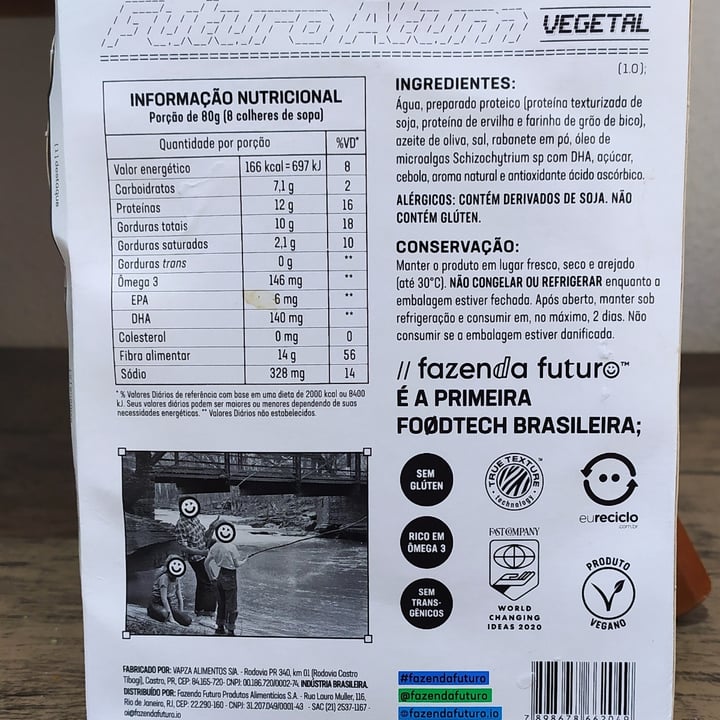 Futuro Atum VEGETAL
(1.0);
INFORMAÇÃO NUTRICIONAL
Porção de 80g (8 colheres de sopa)
Quantidade por porção %VD*
Valor energético 166 kcal=697 kJ 8
Carboidratos 7,1 g 2
Proteínas 12 g 16
Gorduras totais 10 g 18
Gorduras saturadas 2,1 g 10
Gorduras trans 0 g **
Ômega 3 146 mg **
EPA 6 mg **
DHA 140 mg **
Colesterol 0 mg 0
Fibra alimentar 14 g 56
Sódio 328 mg 14
*% Valores Diários de referência com base em uma dieta de 2000 kcal ou 8400
kJ. Seus valores diários podem ser maiores ou menores dependendo de suas
necessidades energéticas. ** Valores Diários não estabelecidos.
INGREDIENTES:
Água, preparado proteico (proteína texturizada de
soja, proteína de ervilha e farinha de grão de bico),
azeite de oliva, sal, rabanete em pó, óleo de
microalgas Schizochytrium sp com DHA, açúcar,
cebola, aroma natural e antioxidante ácido ascórbico.
ALÉRGICOS: CONTÉM DERIVADOS DE SOJA. NÃO
CONTÉM GLÚTEN.
CONSERVAÇÃO:
Manter o produto em lugar fresco, seco e arejado
(até 30°C). NÃO CONGELAR OU REFRIGERAR enquanto a
embalagem estiver fechada. Após aberto, manter sob
refrigeração e consumir em, no máximo, 2 dias. Não
consumir se a embalagem estiver danificada.
// fazenda futuro™
É A PRIMEIRA
FOØDTECH BRASILEIRA;
SEM
GLÚTEN
TRUE TEXTURE™
technology
eureciclo
.com.br
RICO EM
ÔMEGA 3
FAST COMPANY
WORLD
CHANGING
IDEAS 2020
SEM
TRANS-
GÊNICOS
PRODUTO
VEGANO
FABRICADO POR: VAPZA ALIMENTOS S/A. - Rodovia PR 340, km 01 (Rodovia Castro
Tibagi), Castro, PR, CEP: 84.165-720 - CNPJ: 00.186.720/0002-74. INDÚSTRIA BRASILEIRA.
DISTRIBUÍDO POR: Fazenda Futuro Produtos Alimentícios S.A. - Rua Lauro Muller, 116,
Rio de Janeiro, RJ, CEP: 22.290-160 - CNPJ: 31.207.049/0001-43 - SAC (21) 2537-1167 -
oi@fazendafuturo.io
#fazendafuturo
@fazendafuturo
@fazendafuturo.io